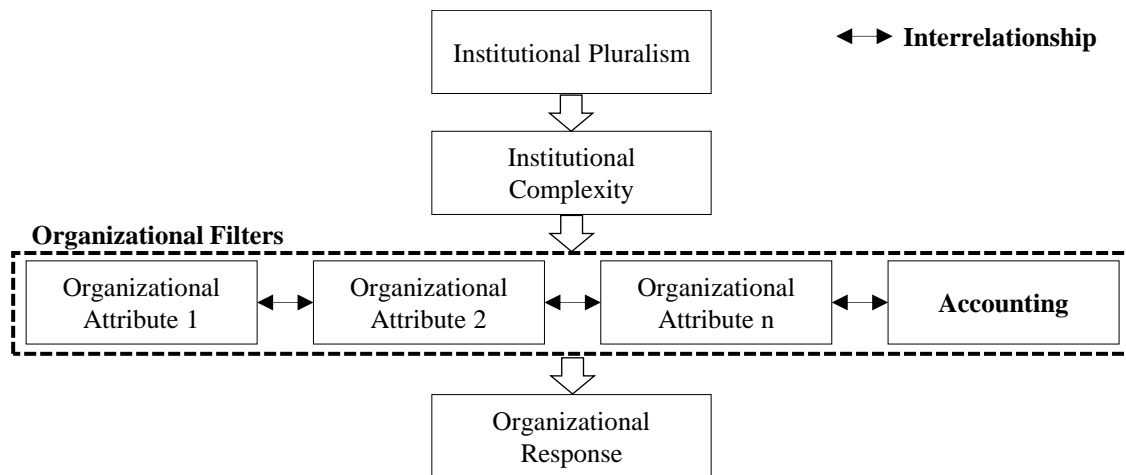 Institutional Pluralism
Interrelationship
Institutional
Complexity
Organizational Filters
Organizational
Attribute 1
Organizational
Attribute 2
Organizational
Attribute n
Accounting
Organizational
Response